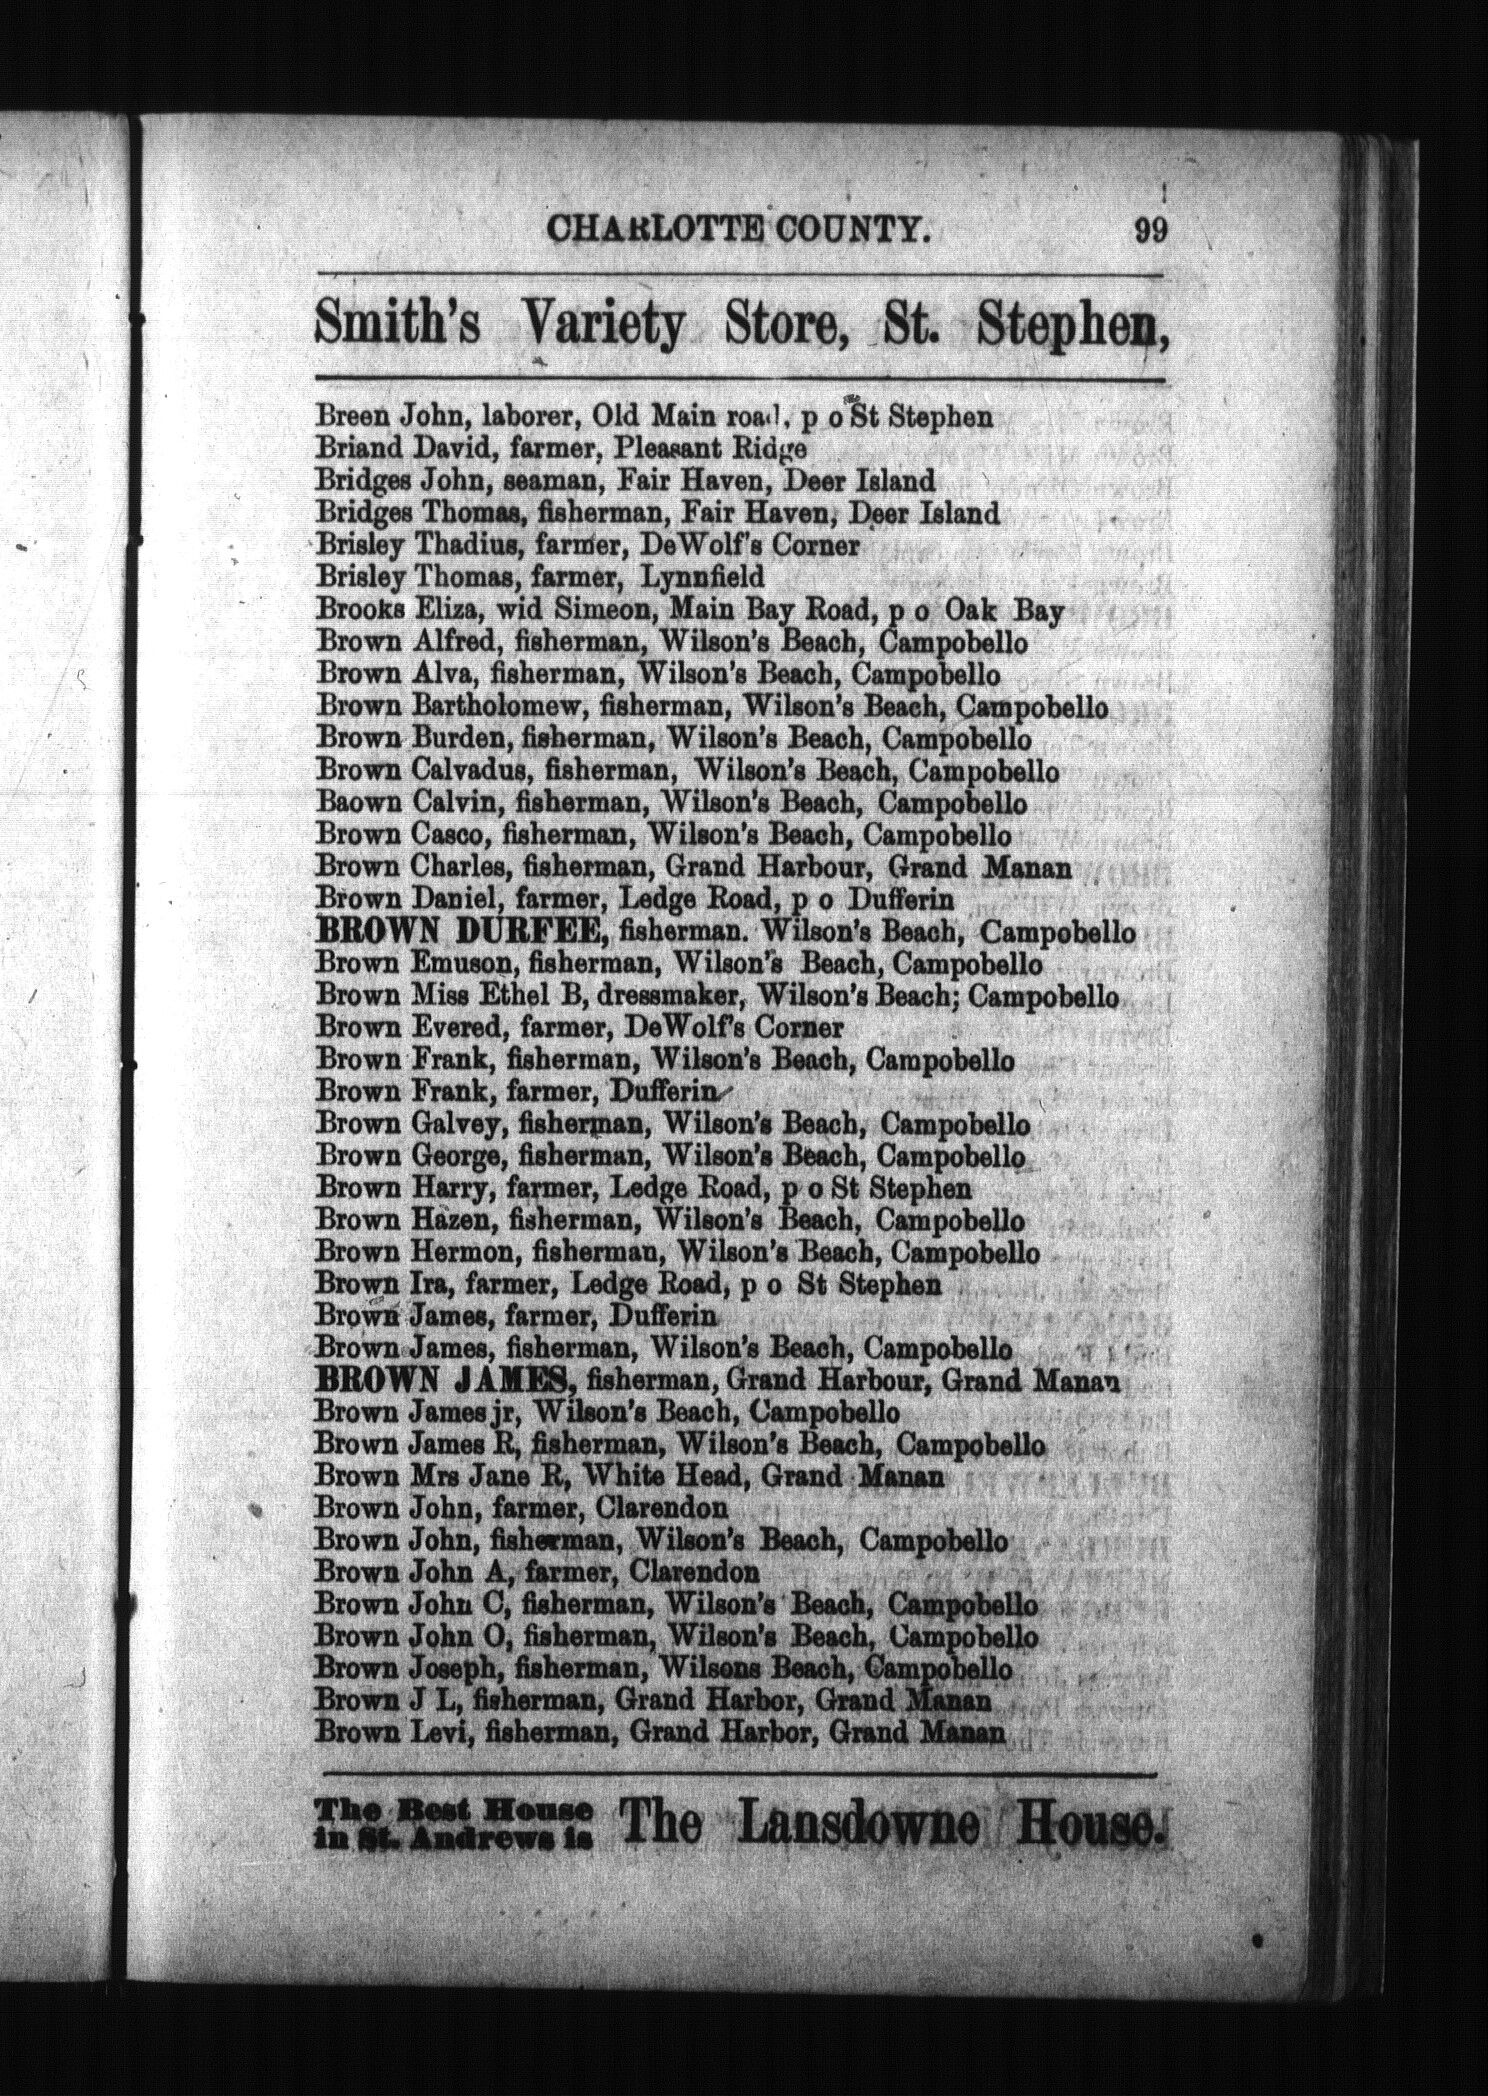 CHARLOTTE COUNTY. 99
Smith's Variety Store, St. Stephen,
Breen John, laborer, Old Main road, p o St Stephen
Briand David, farmer, Pleasant Ridge
Bridges John, seaman, Fair Haven, Deer Island
Bridges Thomas, fisherman, Fair Haven, Deer Island
Brisley Thadius, farmer, DeWolf's Corner
Brisley Thomas, farmer, Lynnfield
Brooks Eliza, wid Simeon, Main Bay Road, p o Oak Bay
Brown Alfred, fisherman, Wilson's Beach, Campobello
Brown Alva, fisherman, Wilson's Beach, Campobello
Brown Bartholomew, fisherman, Wilson's Beach, Campobello
Brown Burden, fisherman, Wilson's Beach, Campobello
Brown Calvadus, fisherman, Wilson's Beach, Campobello
Baown Calvin, fisherman, Wilson's Beach, Campobello
Brown Casco, fisherman, Wilson's Beach, Campobello
Brown Charles, fisherman, Grand Harbour, Grand Manan
Brown Daniel, farmer, Ledge Road, p o Dufferin
BROWN DURFEE, fisherman. Wilson's Beach, Campobello
Brown Emuson, fisherman, Wilson's Beach, Campobello
Brown Miss Ethel B, dressmaker, Wilson's Beach; Campobello
Brown Evered, farmer, DeWolf's Corner
Brown Frank, fisherman, Wilson's Beach, Campobello
Brown Frank, farmer, Dufferin
Brown Galvey, fisherman, Wilson's Beach, Campobello
Brown George, fisherman, Wilson's Beach, Campobello
Brown Harry, farmer, Ledge Road, p o St Stephen
Brown Hazen, fisherman, Wilson's Beach, Campobello
Brown Hermon, fisherman, Wilson's Beach, Campobello
Brown Ira, farmer, Ledge Road, p o St Stephen
Brown James, farmer, Dufferin
Brown James, fisherman, Wilson's Beach, Campobello
BROWN JAMES, fisherman, Grand Harbour, Grand Manan
Brown James jr, Wilson's Beach, Campobello
Brown James R, fisherman, Wilson's Beach, Campobello
Brown Mrs Jane R, White Head, Grand Manan
Brown John, farmer, Clarendon
Brown John, fisherman, Wilson's Beach, Campobello
Brown John A, farmer, Clarendon
Brown John C, fisherman, Wilson's Beach, Campobello
Brown John O, fisherman, Wilson's Beach, Campobello
Brown Joseph, fisherman, Wilsons Beach, Campobello
Brown J L, fisherman, Grand Harbor, Grand Manan
Brown Levi, fisherman, Grand Harbor, Grand Manan
The Best House
in St. Andrews is The Lansdowne House.